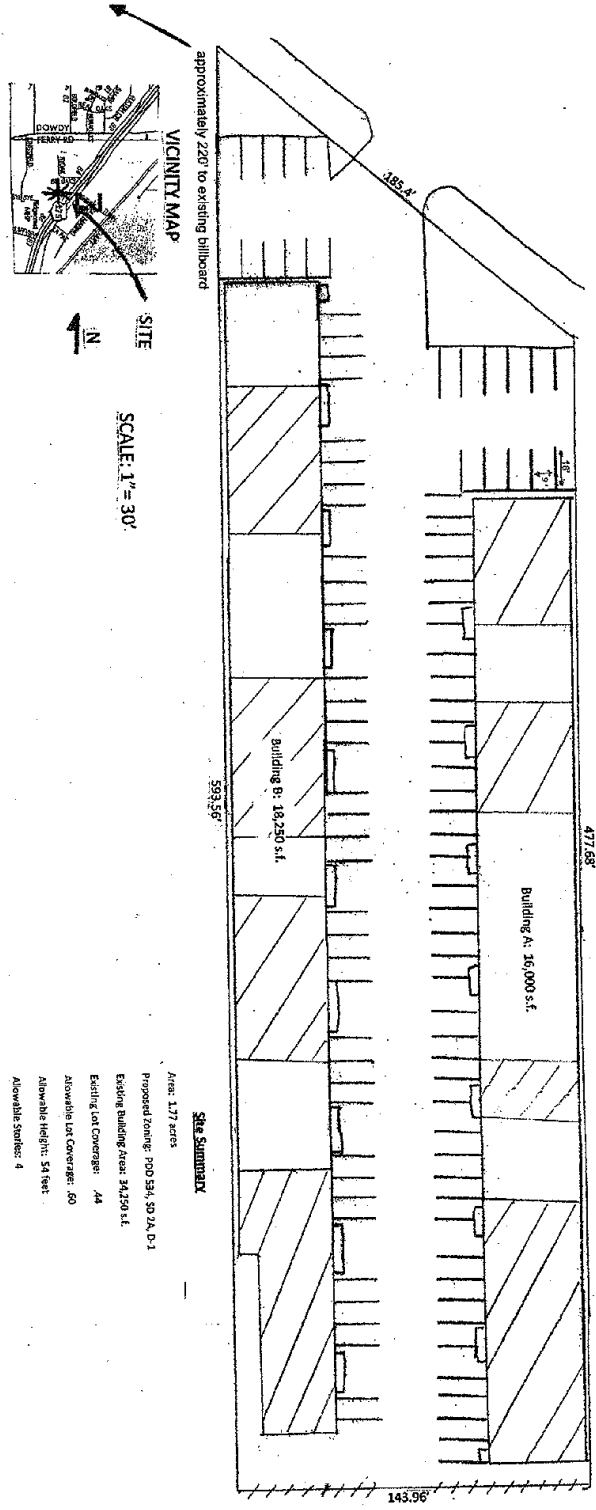 approximately 220' to existing billboard
VICINITY MAP
DOWDY
FERRY RD
SITE
N
SCALE: 1"= 30'
185.4'
18'
9'
477.68'
Building A: 16,000 s.f.
Building B: 18,250 s.f.
593.56'
143.96'
Site Summary
Area: 1.77 acres
Proposed Zoning: PDD 534, SD 2A, D-1
Existing Building Area: 34,250 s.f.
Existing Lot Coverage: .44
Allowable Lot Coverage: .60
Allowable Height: 54 feet
Allowable Stories: 4